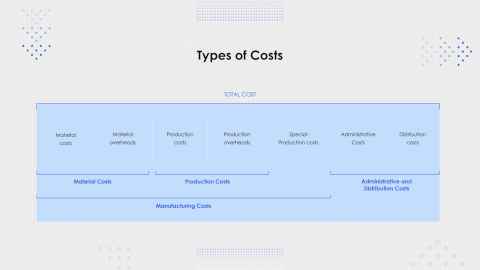 Types of Costs
TOTAL COST
Material
costs
Material
overheads
Production
costs
Production
overheads
Special
Production costs
Administrative
Costs
Distribution
costs
Material Costs
Production Costs
Administrative and
Distribution Costs
Manufacturing Costs